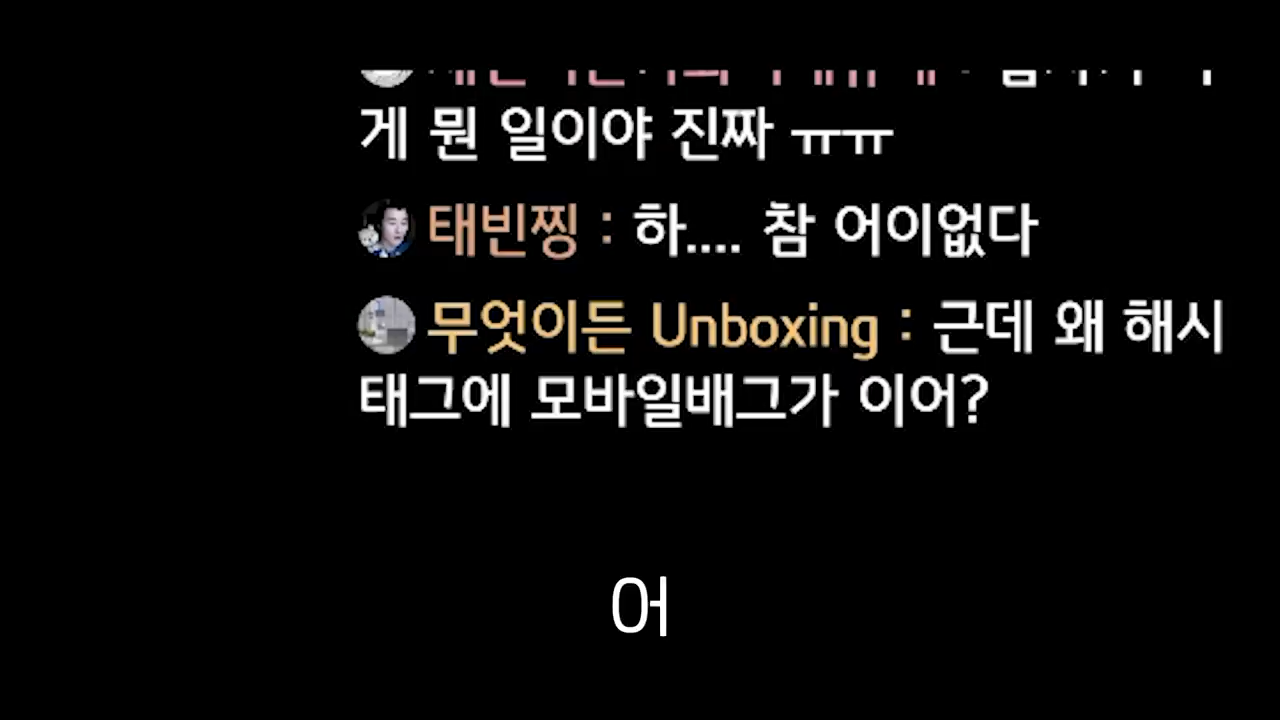 게 뭔 일이야 진짜 ㅠㅠ
태빈찡 : 하.... 참 어이없다
무엇이든 Unboxing : 근데 왜 해시
태그에 모바일배그가 이어?
어